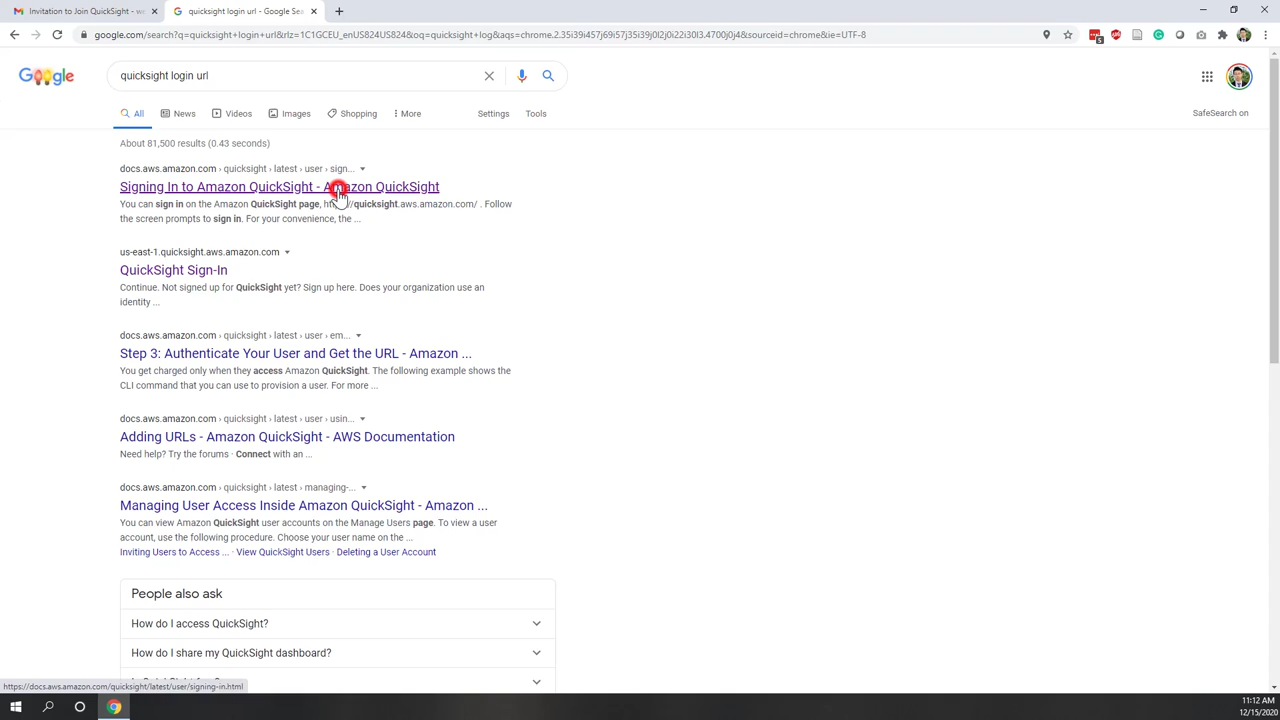 Invitation to Join QuickSight - w
quicksight login url - Google Sea
google.com/search?q=quicksight+login+url&rlz=1C1GCEU_enUS824US824&oq=quicksight+log&aqs=chrome.2.35i39i457j69i57j35i39j0l2j0i22i30l3.4700j0j4&sourceid=chrome&ie=UTF-8
5
Google
quicksight login url
All
News
Videos
Images
Shopping
More
Settings
Tools
SafeSearch on
About 81,500 results (0.43 seconds)
docs.aws.amazon.com › quicksight › latest › user › sign...
Signing In to Amazon QuickSight - Amazon QuickSight
You can sign in on the Amazon QuickSight page, quicksight.aws.amazon.com/ . Follow
the screen prompts to sign in. For your convenience, the ...
us-east-1.quicksight.aws.amazon.com
QuickSight Sign-In
Continue. Not signed up for QuickSight yet? Sign up here. Does your organization use an
identity ...
docs.aws.amazon.com › quicksight › latest › user › em...
Step 3: Authenticate Your User and Get the URL - Amazon ...
You get charged only when they access Amazon QuickSight. The following example shows the
CLI command that you can use to provision a user. For more ...
docs.aws.amazon.com › quicksight › latest › user › usin...
Adding URLs - Amazon QuickSight - AWS Documentation
Need help? Try the forums · Connect with an ...
docs.aws.amazon.com › quicksight › latest › managing-...
Managing User Access Inside Amazon QuickSight - Amazon ...
You can view Amazon QuickSight user accounts on the Manage Users page. To view a user
account, use the following procedure. Choose your user name on the ...
Inviting Users to Access ... · View QuickSight Users · Deleting a User Account
People also ask
How do I access QuickSight?
How do I share my QuickSight dashboard?
https://docs.aws.amazon.com/quicksight/latest/user/signing-in.html
11:12 AM
12/15/2020